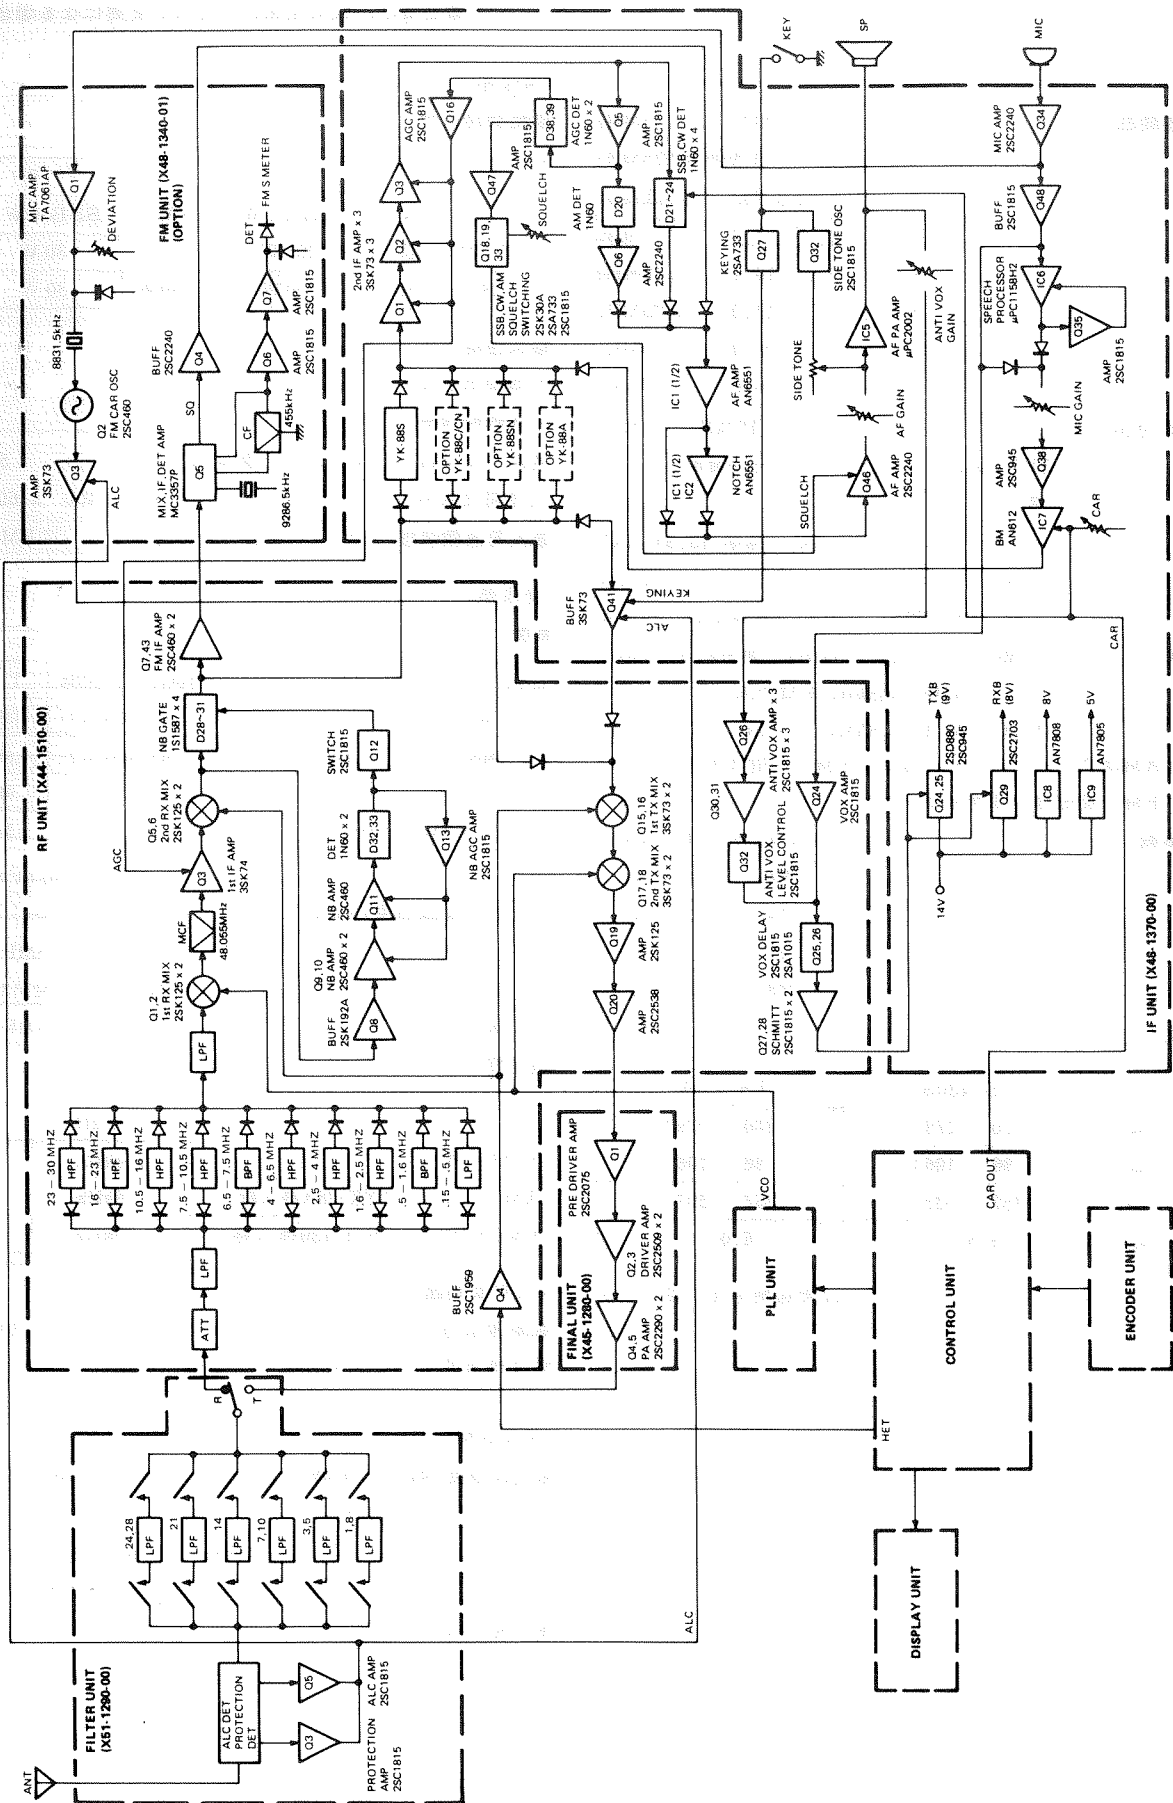 ANT
FILTER UNIT
(X51-1290-00)
ALC DET
PROTECTION
DET
Q3
PROTECTION
AMP
2SC1815
Q5
ALC AMP
2SC1815
24,28
LPF
21
LPF
14
LPF
7,10
LPF
3,5
LPF
1,8
LPF
R
T
ALC
RF UNIT (X44-1510-00)
ATT
LPF
23 – 30 MHZ
HPF
16 – 23 MHZ
HPF
10.5 – 16 MHZ
HPF
7.5 – 10.5 MHZ
HPF
6.5 – 7.5 MHZ
BPF
4 – 6.5 MHZ
HPF
2.5 – 4 MHZ
HPF
1.6 – 2.5 MHZ
HPF
.5 – 1.6 MHZ
BPF
.15 – .5 MHZ
LPF
LPF
Q1,2
1st RX MIX
2SK125 x 2
MCF
48.055MHz
Q3
1st IF AMP
3SK74
AGC
Q5,6
2nd RX MIX
2SK125 x 2
NB GATE
1S1587 x 4
D28~31
Q7,43
FM IF AMP
2SC460 x 2
BUFF
2SK192A
Q8
Q9,10
NB AMP
2SC460 x 2
NB AMP
2SC460
Q11
DET
1N60 x 2
D32,33
SWITCH
2SC1815
Q12
Q13
NB AGC AMP
2SC1815
BUFF
2SC1959
Q4
Q15,16
1st TX MIX
3SK73 x 2
Q17,18
2nd TX MIX
3SK73 x 2
Q19
AMP
2SK125
Q20
AMP
2SC2538
Q26
ANTI VOX AMP x 3
2SC1815 x 3
Q30,31
Q32
ANTI VOX
LEVEL CONTROL
2SC1815
Q24
VOX AMP
2SC1815
VOX DELAY
2SC1815
2SA1015
Q25,26
Q27,28
SCHMITT
2SC1815 x 2
FINAL UNIT
(X45-1280-00)
PRE DRIVER AMP
2SC2075
Q1
Q2,3
DRIVER AMP
2SC2509 x 2
Q4,5
PA AMP
2SC2290 x 2
FM UNIT (X48-1340-01)
(OPTION)
MIC AMP
TA7061AP
Q1
DEVIATION
8831.5kHz
Q2
FM CAR OSC
2SC460
AMP
3SK73
Q3
ALC
BUFF
2SC2240
Q4
SQ
MIX, IF, DET AMP
MC3357P
Q5
9286.5kHz
CF
455kHz
Q6
AMP
2SC1815
Q7
AMP
2SC1815
DET
FM S METER
IF UNIT (X48-1370-00)
YK-88S
OPTION
YK-88C/CN
OPTION
YK-88SN
OPTION
YK-88A
2nd IF AMP x 3
3SK73 x 3
Q1
Q2
Q3
AGC AMP
2SC1815
Q16
AMP
2SC1815
Q47
D38,39
AGC DET
1N60 x 2
Q18,19,
33
SSB,CW,AM
SQUELCH
SWITCHING
2SK30A
2SA733
2SC1815
SQUELCH
Q5
AMP
2SC1815
AM DET
1N60
D20
Q6
AMP
2SC2240
SSB,CW DET
1N60 x 4
D21~24
IC1 (1/2)
AF AMP
AN6551
IC1 (1/2)
IC2
NOTCH
AN6551
KEY
KEYING
2SA733
Q27
Q32
SIDE TONE OSC
2SC1815
SIDE TONE
SP
IC5
AF PA AMP
μPC2002
AF GAIN
ANTI VOX
GAIN
SQUELCH
Q46
AF AMP
2SC2240
MIC
MIC AMP
2SC2240
Q34
BUFF
2SC1815
Q48
SPEECH
PROCESSOR
μPC1158H2
IC6
Q35
AMP
2SC1815
MIC GAIN
AMP
2SC945
Q38
BM
AN612
IC7
CAR
BUFF
3SK73
Q41
KEYING
ALC
CAR
14V
TXB
(9V)
Q24,25
2SD880
2SC945
RXB
(8V)
Q29
2SC2703
8V
IC8
AN7808
5V
IC9
AN7805
VCO
PLL UNIT
CAR OUT
HET
CONTROL UNIT
ENCODER UNIT
DISPLAY UNIT